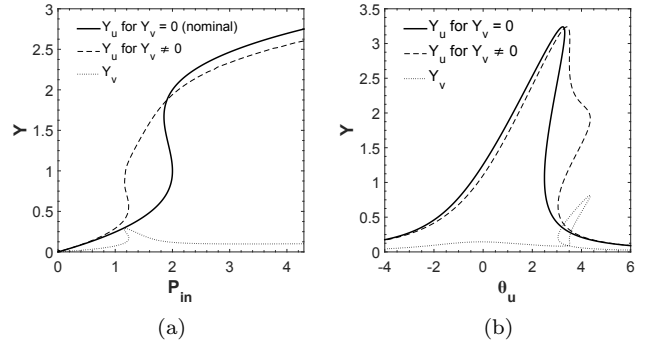 Y_u for Y_v = 0 (nominal)
Y_u for Y_v ≠ 0
Y_v
Y
3
2.5
2
1.5
1
0.5
0
0 1 2 3 4
P_in
(a)
Y_u for Y_v = 0
Y_u for Y_v ≠ 0
Y_v
Y
3.5
3
2.5
2
1.5
1
0.5
0
-4 -2 0 2 4 6
θ_u
(b)